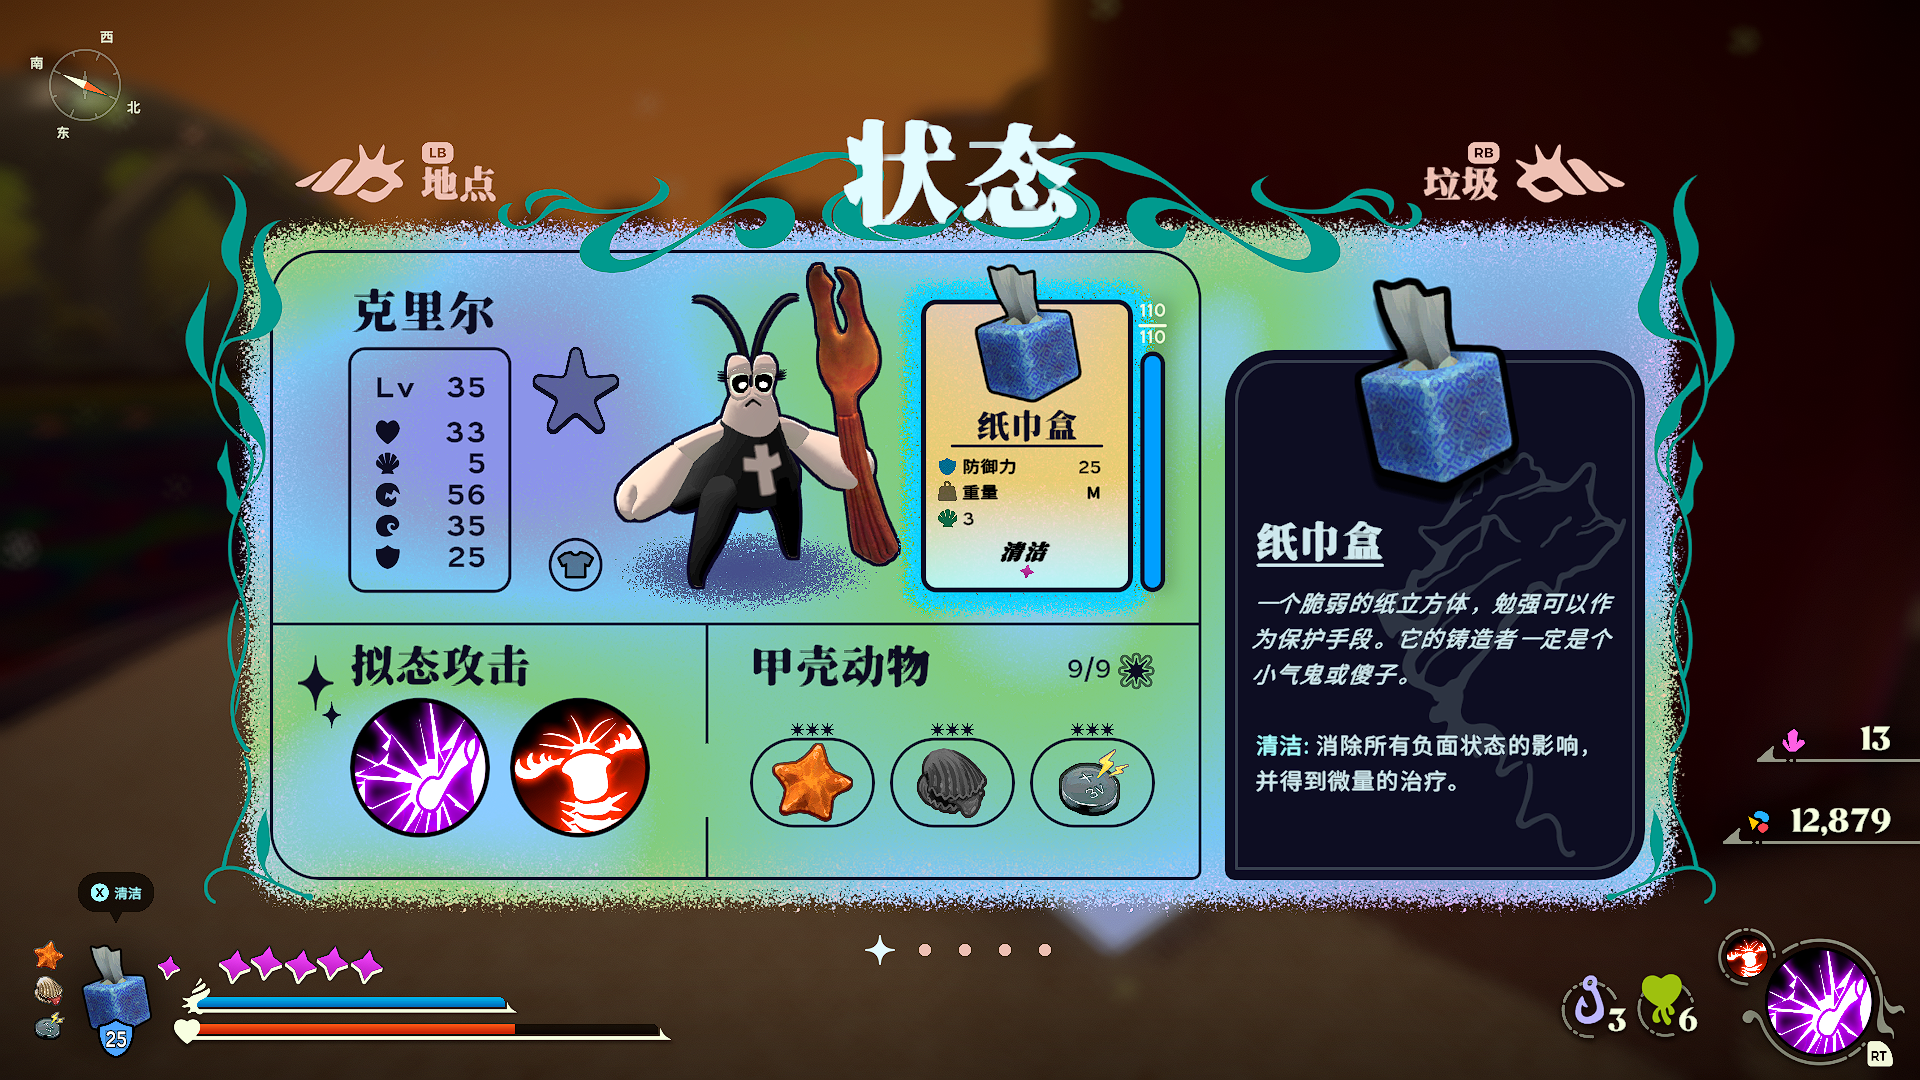 西
南
北
东
LB
地点
状态
RB
垃圾
克里尔
Lv 35
33
5
56
35
25
110
110
纸巾盒
防御力 25
重量 M
3
清洁
纸巾盒
一个脆弱的纸立方体，勉强可以作
为保护手段。它的铸造者一定是个
小气鬼或傻子。
清洁: 消除所有负面状态的影响，
并得到微量的治疗。
拟态攻击
甲壳动物
9/9
3V
13
12,879
X 清洁
25
3
6
RT